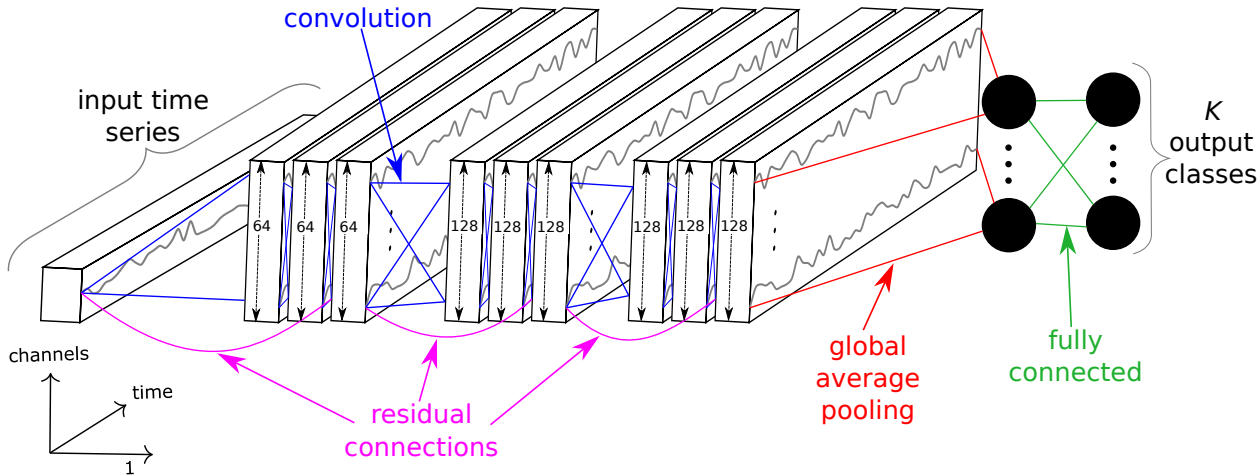 convolution
input time
series
64
64
64
128
128
128
128
128
128
K
output
classes
channels
time
1
residual
connections
global
average
pooling
fully
connected